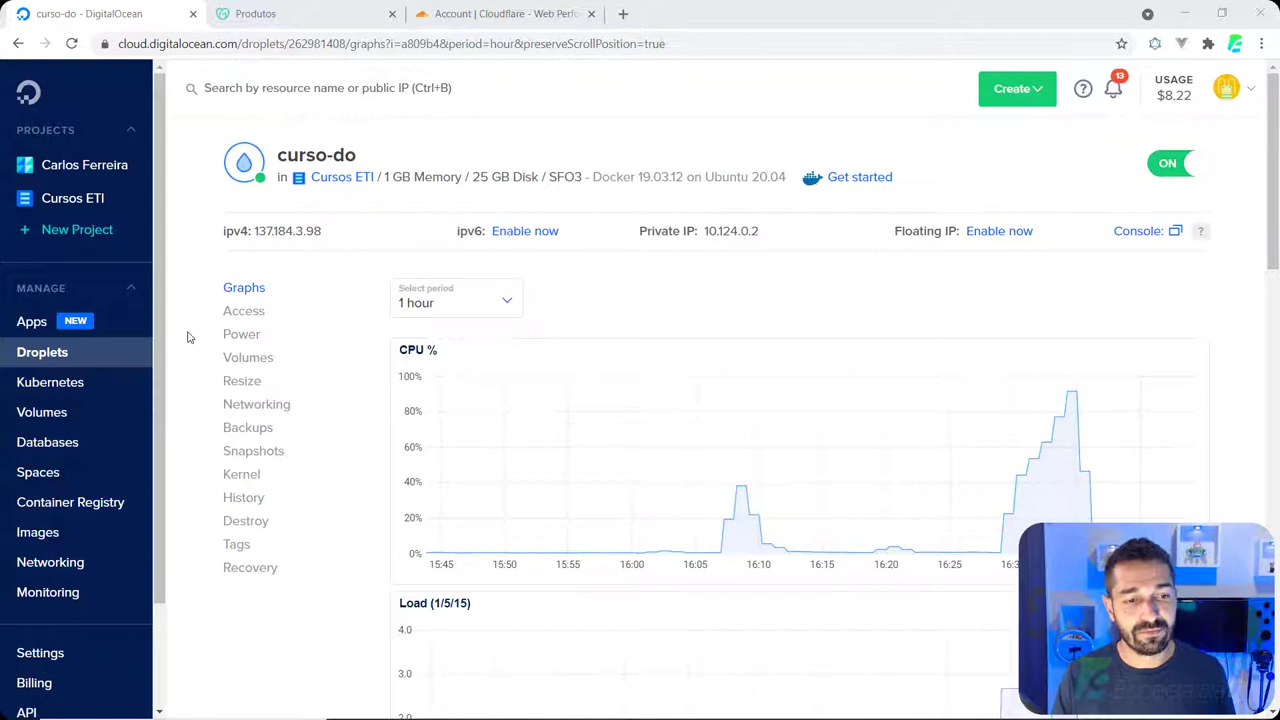 curso-do - DigitalOcean
Produtos
Account | Cloudflare - Web Perfo
cloud.digitalocean.com/droplets/262981408/graphs?i=a809b4&period=hour&preserveScrollPosition=true
Search by resource name or public IP (Ctrl+B)
Create
13
USAGE
$8.22
PROJECTS
Carlos Ferreira
Cursos ETI
+ New Project
MANAGE
Apps NEW
Droplets
Kubernetes
Volumes
Databases
Spaces
Container Registry
Images
Networking
Monitoring
Settings
Billing
API
curso-do
in Cursos ETI / 1 GB Memory / 25 GB Disk / SFO3 - Docker 19.03.12 on Ubuntu 20.04
Get started
ON
ipv4: 137.184.3.98
ipv6: Enable now
Private IP: 10.124.0.2
Floating IP: Enable now
Console: ?
Graphs
Access
Power
Volumes
Resize
Networking
Backups
Snapshots
Kernel
History
Destroy
Tags
Recovery
Select period
1 hour
CPU %
100%
80%
60%
40%
20%
0%
15:45 15:50 15:55 16:00 16:05 16:10 16:15 16:20 16:25 16:3
Load (1/5/15)
4.0
3.0
2.0